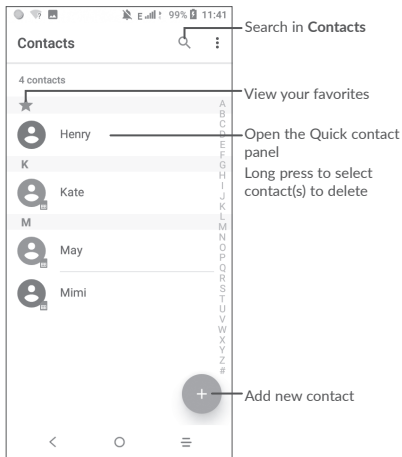 E 99% 11:41
Contacts
Search in Contacts
4 contacts
View your favorites
Henry
Open the Quick contact
panel
Long press to select
contact(s) to delete
K
Kate
M
May
Mimi
A
B
C
D
E
F
G
H
I
J
K
L
M
N
O
P
Q
R
S
T
U
V
W
X
Y
Z
#
+
Add new contact